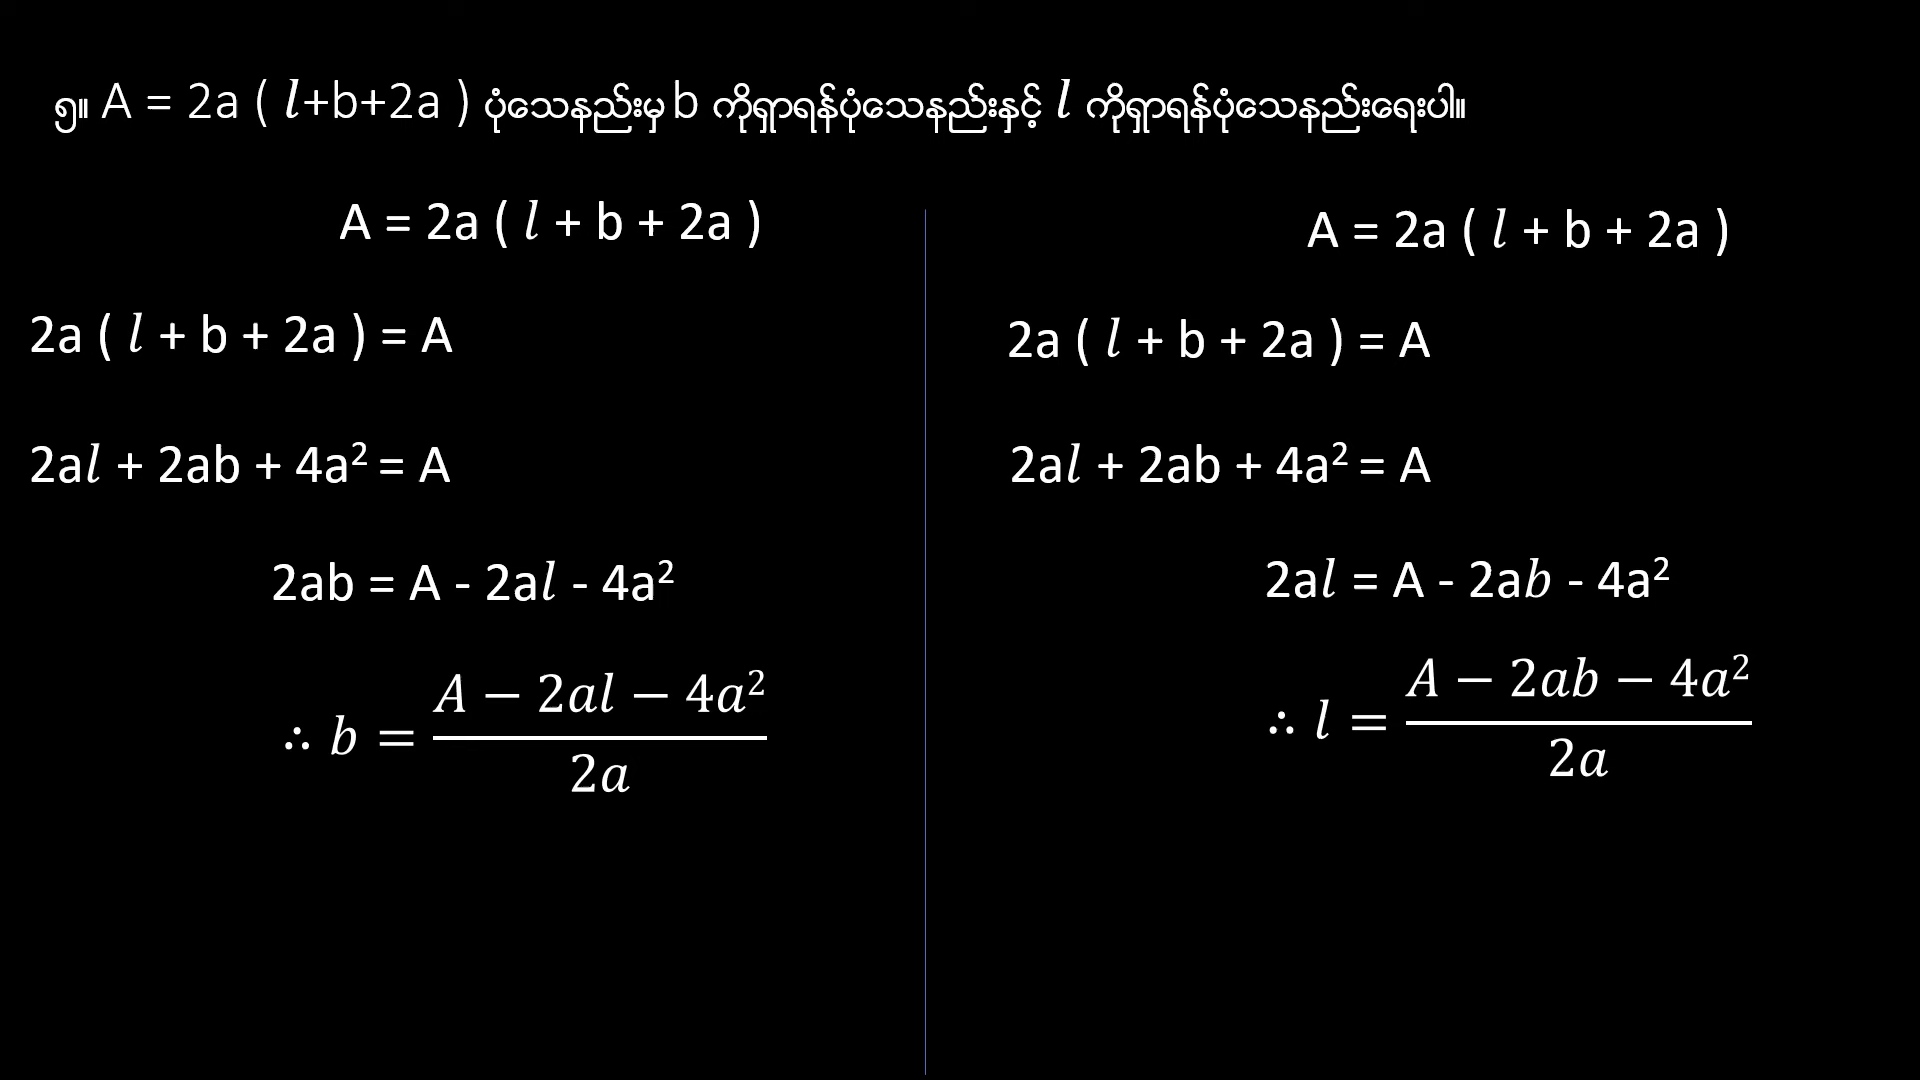 ၅။ A = 2a ( l+b+2a ) ပုံသေနည်းမှ b ကိုရှာရန်ပုံသေနည်းနှင့် l ကိုရှာရန်ပုံသေနည်းရေးပါ။
A = 2a ( l + b + 2a )
2a ( l + b + 2a ) = A
2al + 2ab + 4a² = A
2ab = A - 2al - 4a²
∴ b = (A − 2al − 4a²)/2a
A = 2a ( l + b + 2a )
2a ( l + b + 2a ) = A
2al + 2ab + 4a² = A
2al = A - 2ab - 4a²
∴ l = (A − 2ab − 4a²)/2a